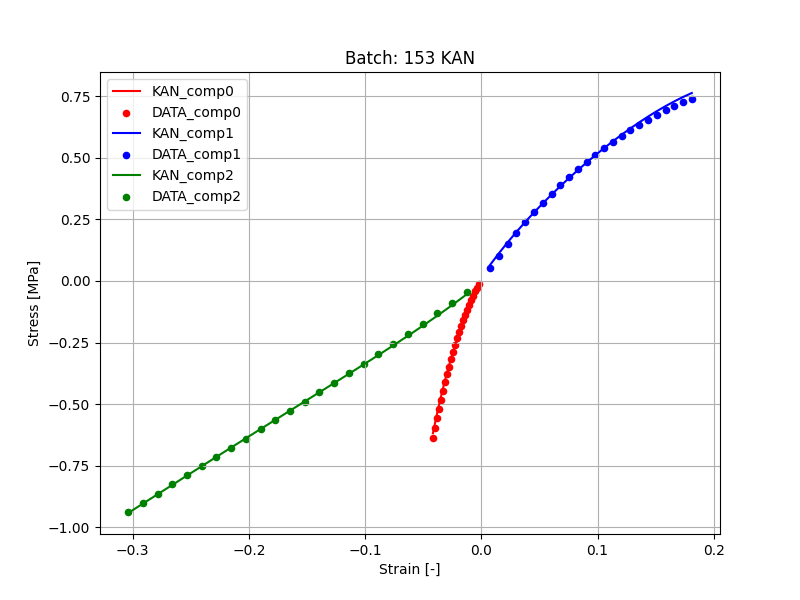 Batch: 153 KAN
KAN_comp0
DATA_comp0
KAN_comp1
DATA_comp1
KAN_comp2
DATA_comp2
0.75
0.50
0.25
0.00
−0.25
−0.50
−0.75
−1.00
Stress [MPa]
−0.3 −0.2 −0.1 0.0 0.1 0.2
Strain [-]